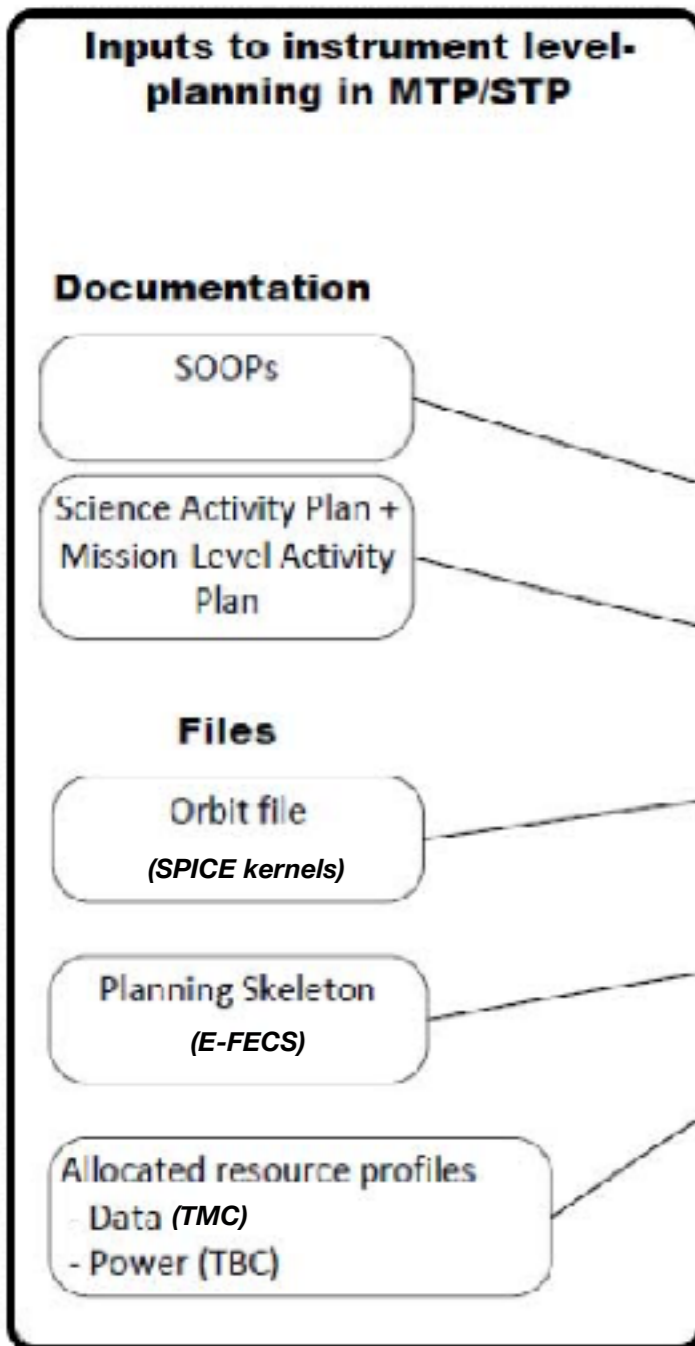 Inputs to instrument level-
planning in MTP/STP
Documentation
SOOPs
Science Activity Plan +
Mission Level Activity
Plan
Files
Orbit file
(SPICE kernels)
Planning Skeleton
(E-FECS)
Allocated resource profiles
- Data (TMC)
- Power (TBC)